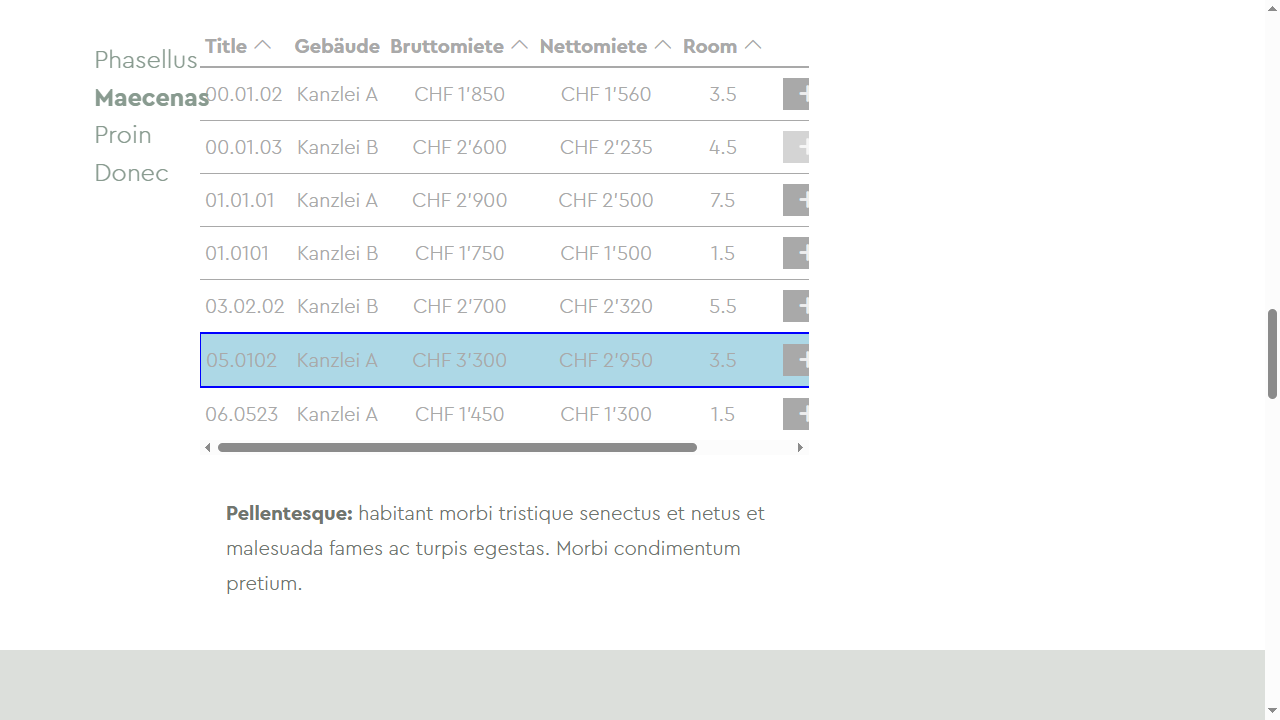 Phasellus
Maecenas
Proin
Donec
Title Gebäude Bruttomiete Nettomiete Room
00.01.02 Kanzlei A CHF 1'850 CHF 1'560 3.5
00.01.03 Kanzlei B CHF 2'600 CHF 2'235 4.5
01.01.01 Kanzlei A CHF 2'900 CHF 2'500 7.5
01.0101 Kanzlei B CHF 1'750 CHF 1'500 1.5
03.02.02 Kanzlei B CHF 2'700 CHF 2'320 5.5
05.0102 Kanzlei A CHF 3'300 CHF 2'950 3.5
06.0523 Kanzlei A CHF 1'450 CHF 1'300 1.5
Pellentesque: habitant morbi tristique senectus et netus et
malesuada fames ac turpis egestas. Morbi condimentum
pretium.